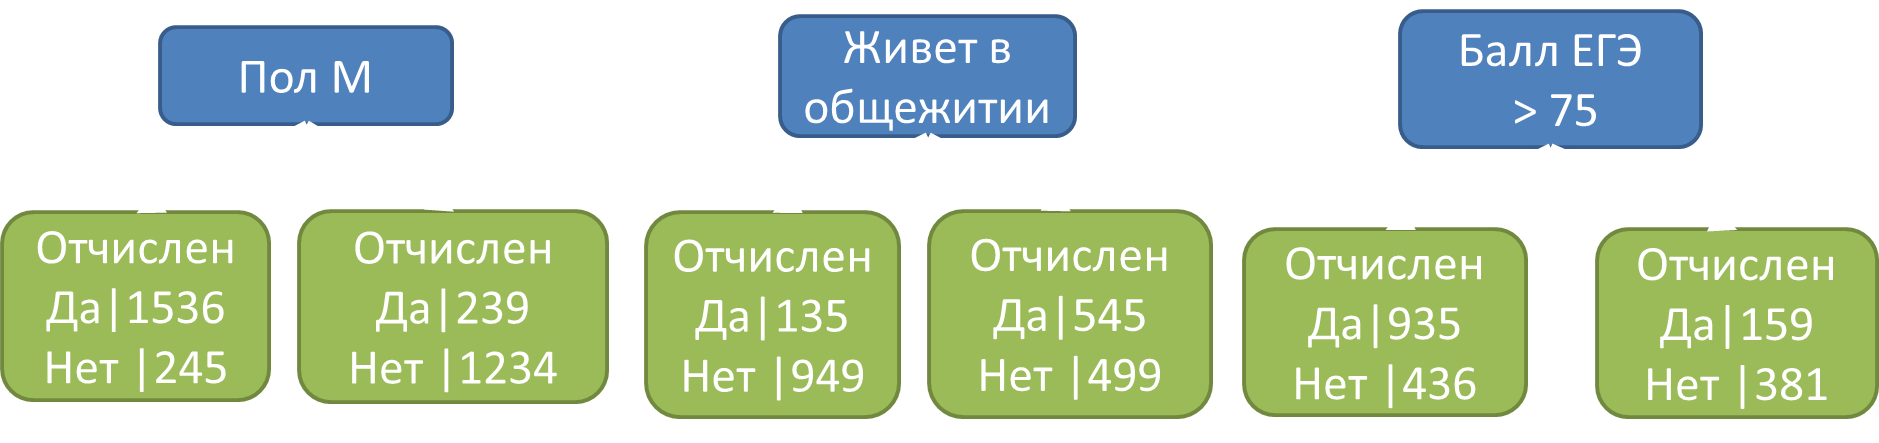 Пол М
Живет в
общежитии
Балл ЕГЭ
> 75
Отчислен
Да|1536
Нет |245
Отчислен
Да|239
Нет |1234
Отчислен
Да|135
Нет |949
Отчислен
Да|545
Нет |499
Отчислен
Да|935
Нет |436
Отчислен
Да|159
Нет |381